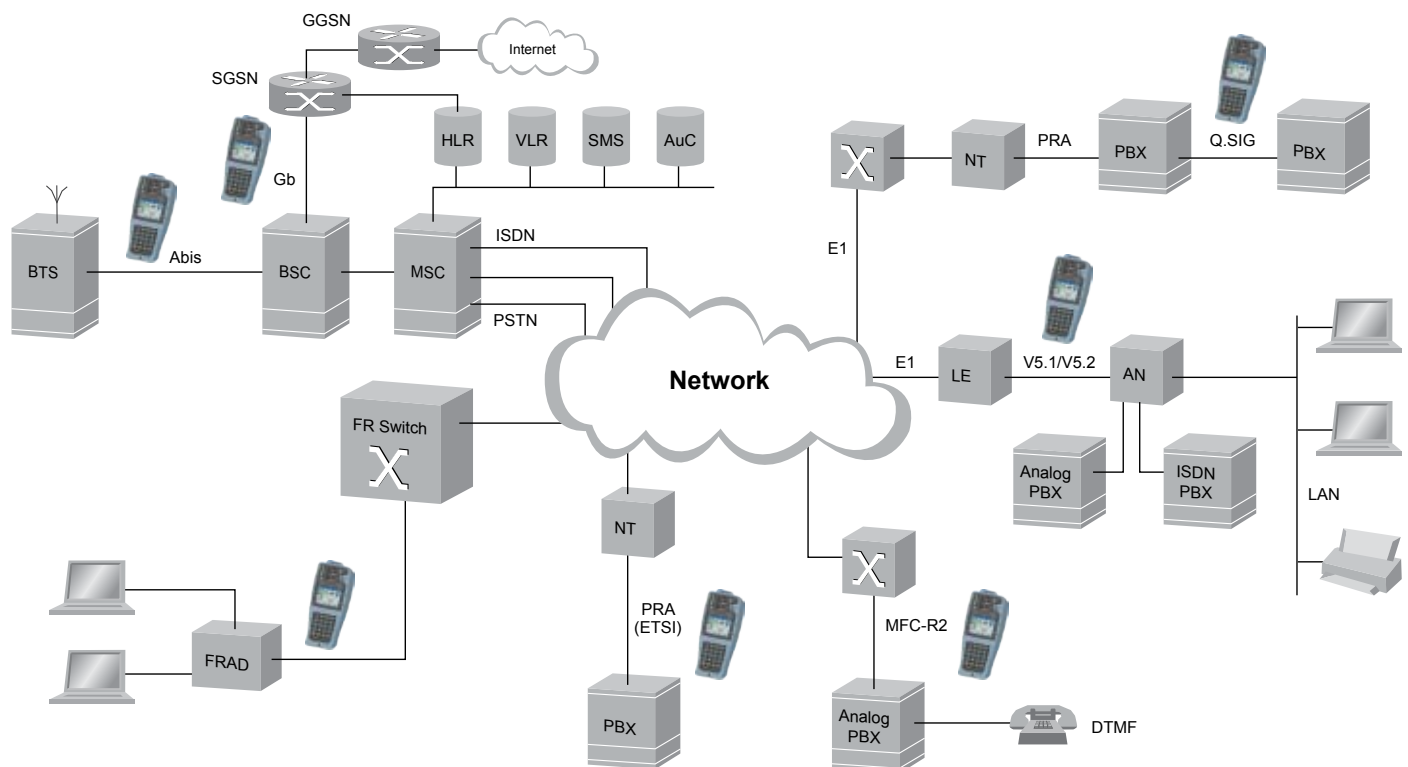 GGSN
Internet
SGSN
HLR
VLR
SMS
AuC
Gb
BTS
Abis
BSC
MSC
ISDN
PSTN
NT
PRA
PBX
Q.SIG
PBX
E1
Network
E1
LE
V5.1/V5.2
AN
Analog
PBX
ISDN
PBX
LAN
FR Switch
FRAD
NT
PRA
(ETSI)
PBX
MFC-R2
Analog
PBX
DTMF